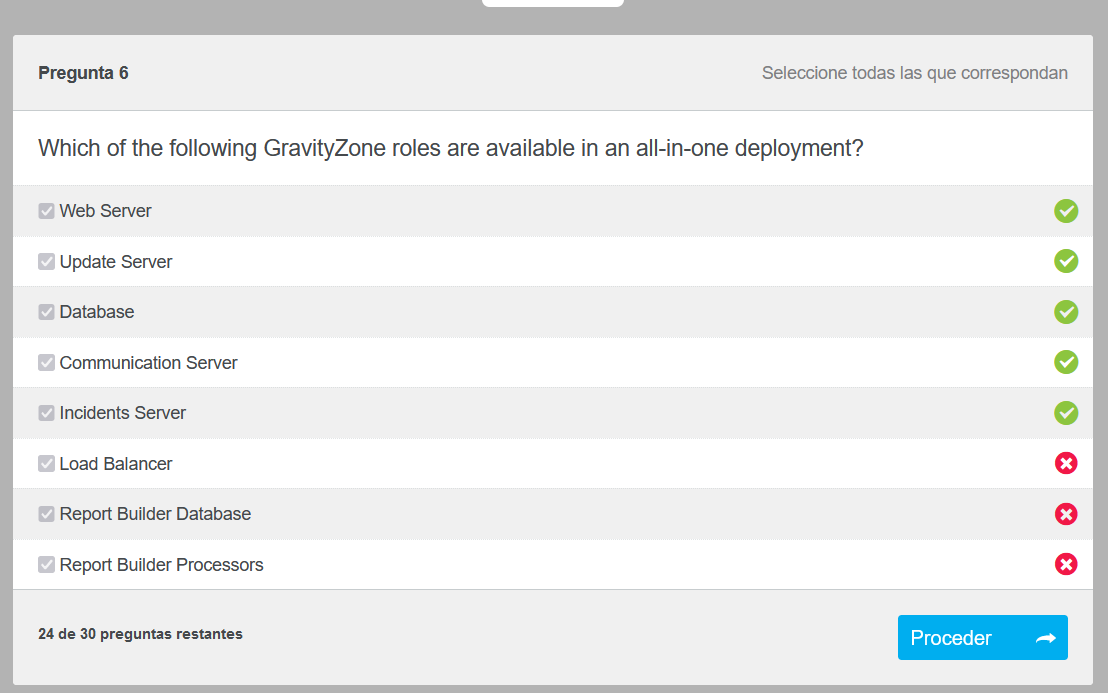 Pregunta 6
Seleccione todas las que correspondan
Which of the following GravityZone roles are available in an all-in-one deployment?
Web Server
Update Server
Database
Communication Server
Incidents Server
Load Balancer
Report Builder Database
Report Builder Processors
24 de 30 preguntas restantes
Proceder